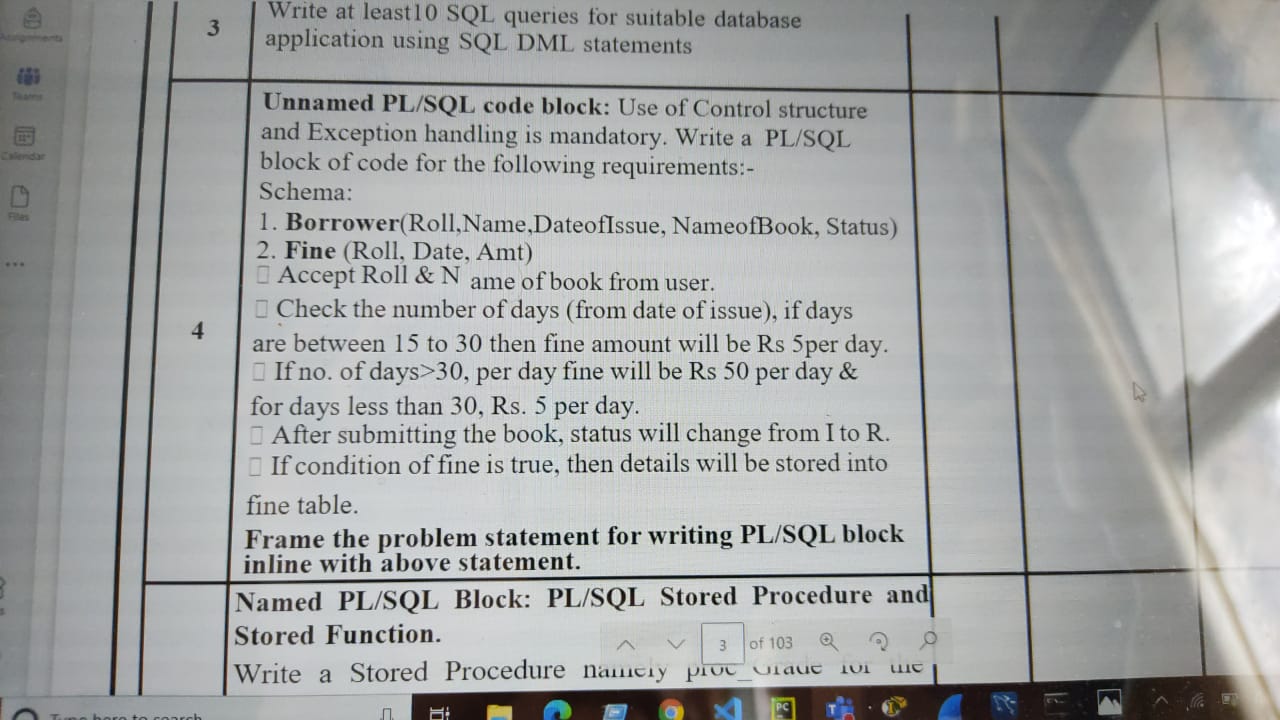 Assignments
Teams
Calendar
Files
...
3
Write at least10 SQL queries for suitable database
application using SQL DML statements
4
Unnamed PL/SQL code block: Use of Control structure
and Exception handling is mandatory. Write a PL/SQL
block of code for the following requirements:-
Schema:
1. Borrower(Roll,Name,DateofIssue, NameofBook, Status)
2. Fine (Roll, Date, Amt)
Accept Roll & N ame of book from user.
Check the number of days (from date of issue), if days
are between 15 to 30 then fine amount will be Rs 5per day.
If no. of days>30, per day fine will be Rs 50 per day &
for days less than 30, Rs. 5 per day.
After submitting the book, status will change from I to R.
If condition of fine is true, then details will be stored into
fine table.
Frame the problem statement for writing PL/SQL block
inline with above statement.
Named PL/SQL Block: PL/SQL Stored Procedure and
Stored Function.
3 of 103
Write a Stored Procedure namely proc_Grade for the
Type here to search
PC